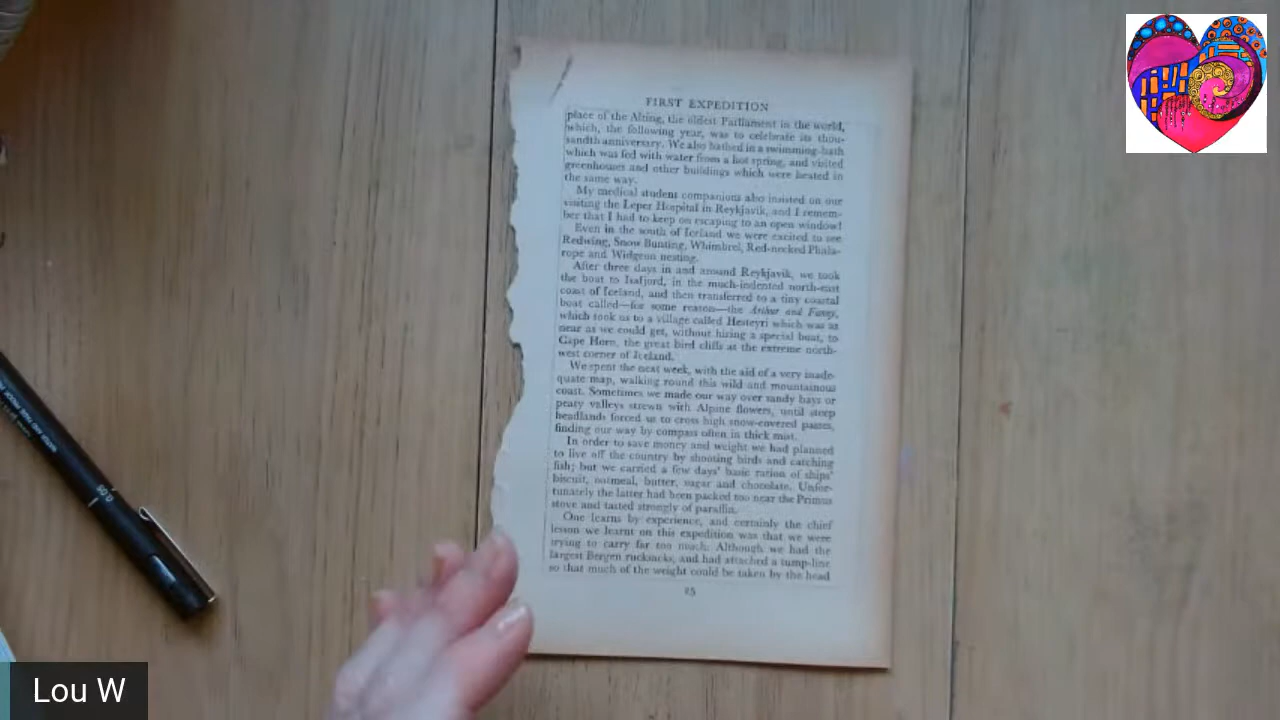 FIRST EXPEDITION
place of the Alting, the oldest Parliament in the world,
which, the following year, was to celebrate its thou-
sandth anniversary. We also bathed in a swimming-bath
which was fed with water from a hot spring, and visited
greenhouses and other buildings which were heated in
the same way.
My medical student companions also insisted on our
visiting the Leper Hospital in Reykjavik, and I remem-
ber that I had to keep on escaping to an open window!
Even in the south of Iceland we were excited to see
Redwing, Snow Bunting, Whimbrel, Red-necked Phala-
rope and Widgeon nesting.
After three days in and around Reykjavik, we took
the boat to Isafjord, in the much-indented north-east
coast of Iceland, and then transferred to a tiny coastal
boat called—for some reason—the Arthur and Fanny,
which took us to a village called Hesteyri which was as
near as we could get, without hiring a special boat, to
Cape Horn, the great bird cliffs at the extreme north-
west corner of Iceland.
We spent the next week, with the aid of a very inade-
quate map, walking round this wild and mountainous
coast. Sometimes we made our way over sandy bays or
peaty valleys strewn with Alpine flowers, until steep
headlands forced us to cross high snow-covered passes,
finding our way by compass often in thick mist.
In order to save money and weight we had planned
to live off the country by shooting birds and catching
fish; but we carried a few days' basic ration of ships'
biscuit, oatmeal, butter, sugar and chocolate. Unfor-
tunately the latter had been packed too near the Primus
stove and tasted strongly of paraffin.
One learns by experience, and certainly the chief
lesson we learnt on this expedition was that we were
trying to carry far too much. Although we had the
largest Bergen rucksacks, and had attached a tump-line
so that much of the weight could be taken by the head
25
0.05
Lou W